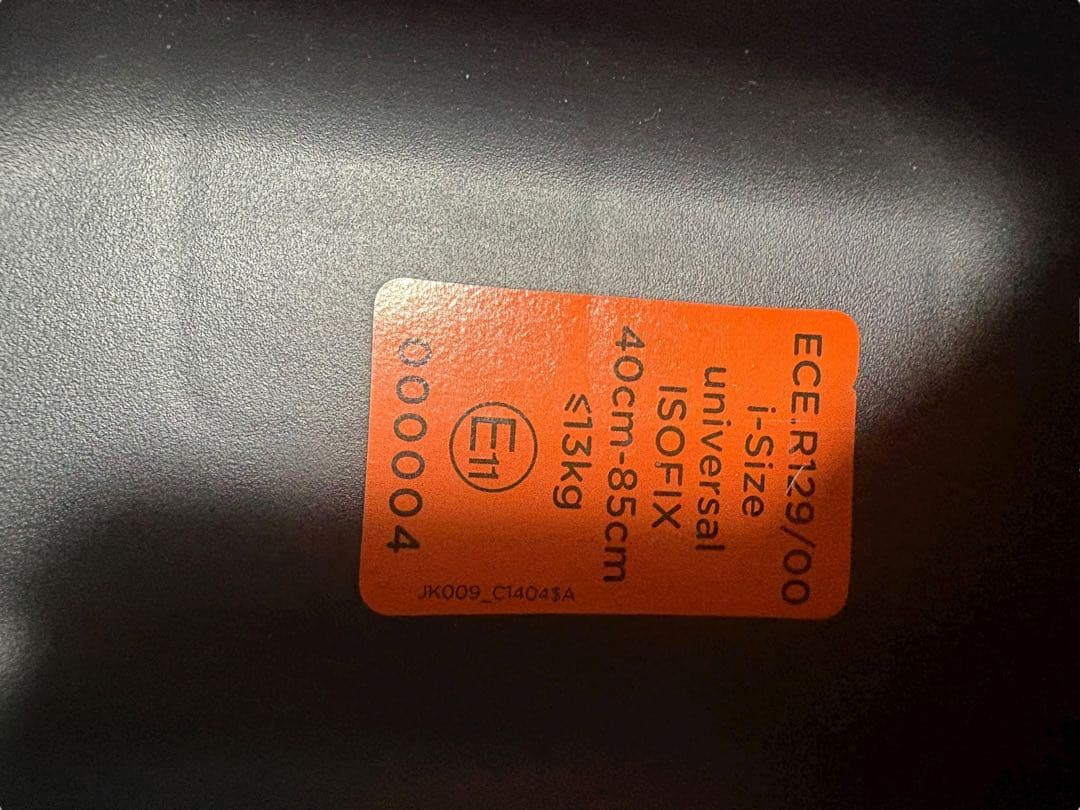 ECE.R129/00
i-Size
universal
ISOFIX
40cm-85cm
≤13kg
E11
000004
JK009_C1404$A